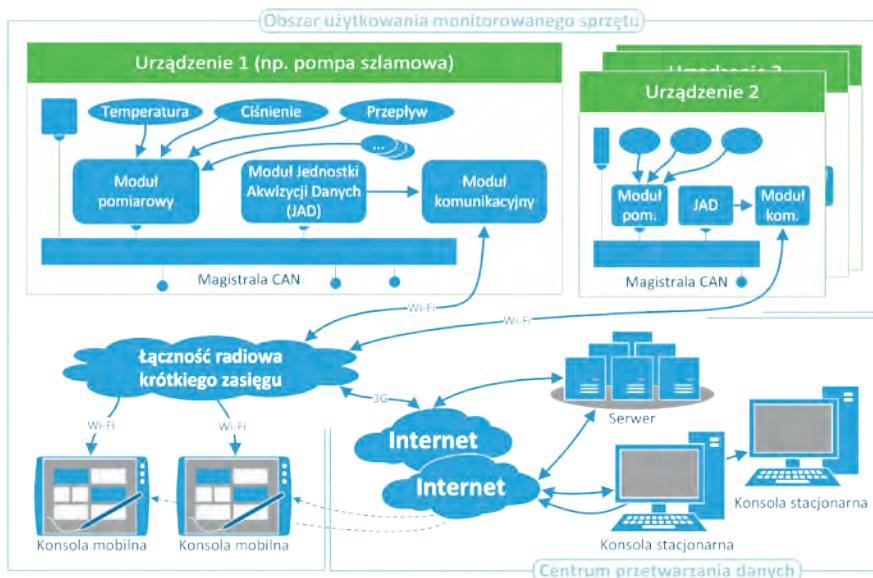 Obszar użytkowania monitorowanego sprzętu
Urządzenie 1 (np. pompa szlamowa)
Temperatura
Ciśnienie
Przepływ
...
Moduł
pomiarowy
Moduł Jednostki
Akwizycji Danych
(JAD)
Moduł
komunikacyjny
Magistrala CAN
Urządzenie 2
Moduł
pom.
JAD
Moduł
kom.
Magistrala CAN
Wi-Fi
Wi-Fi
Łączność radiowa
krótkiego zasięgu
3G
Wi-Fi
Wi-Fi
Internet
Internet
Serwer
Konsola stacjonarna
Konsola stacjonarna
Konsola mobilna
Konsola mobilna
Centrum przetwarzania danych